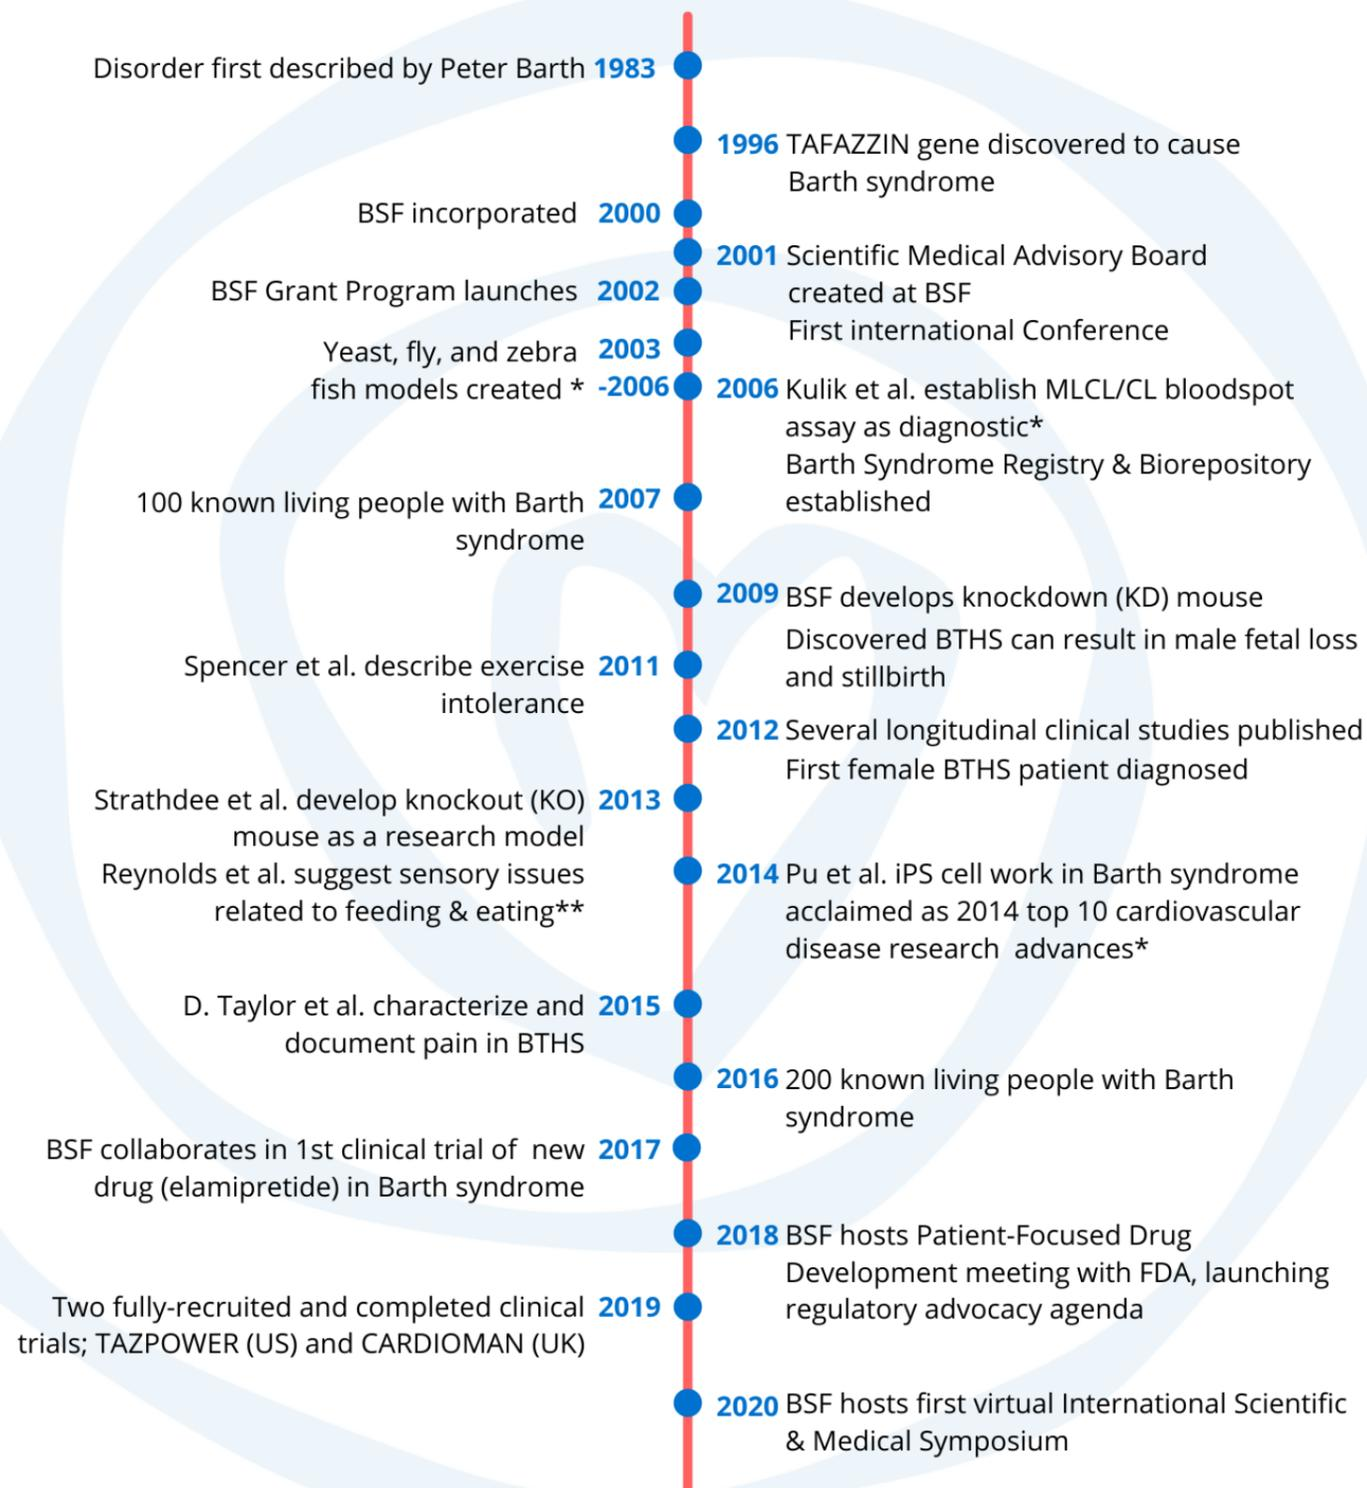 Disorder first described by Peter Barth 1983
1996 TAFAZZIN gene discovered to cause
Barth syndrome
BSF incorporated 2000
2001 Scientific Medical Advisory Board
created at BSF
First international Conference
BSF Grant Program launches 2002
Yeast, fly, and zebra 2003
fish models created * -2006
2006 Kulik et al. establish MLCL/CL bloodspot
assay as diagnostic*
Barth Syndrome Registry & Biorepository
established
100 known living people with Barth 2007
syndrome
2009 BSF develops knockdown (KD) mouse
Discovered BTHS can result in male fetal loss
and stillbirth
Spencer et al. describe exercise 2011
intolerance
2012 Several longitudinal clinical studies published
First female BTHS patient diagnosed
Strathdee et al. develop knockout (KO) 2013
mouse as a research model
Reynolds et al. suggest sensory issues
related to feeding & eating**
2014 Pu et al. iPS cell work in Barth syndrome
acclaimed as 2014 top 10 cardiovascular
disease research advances*
D. Taylor et al. characterize and 2015
document pain in BTHS
2016 200 known living people with Barth
syndrome
BSF collaborates in 1st clinical trial of new 2017
drug (elamipretide) in Barth syndrome
2018 BSF hosts Patient-Focused Drug
Development meeting with FDA, launching
regulatory advocacy agenda
Two fully-recruited and completed clinical 2019
trials; TAZPOWER (US) and CARDIOMAN (UK)
2020 BSF hosts first virtual International Scientific
& Medical Symposium